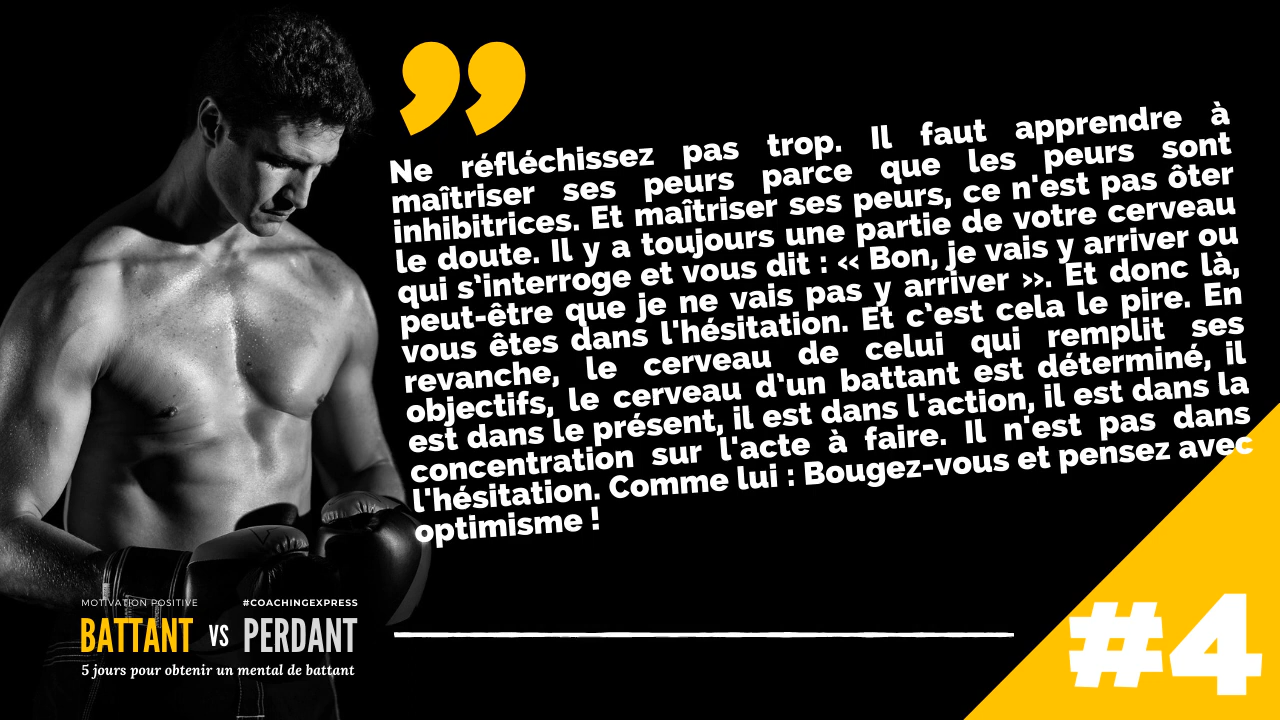 ”
Ne réfléchissez pas trop. Il faut apprendre à
maîtriser ses peurs parce que les peurs sont
inhibitrices. Et maîtriser ses peurs, ce n'est pas ôter
le doute. Il y a toujours une partie de votre cerveau
qui s’interroge et vous dit : « Bon, je vais y arriver ou
peut-être que je ne vais pas y arriver ». Et donc là,
vous êtes dans l'hésitation. Et c’est cela le pire. En
revanche, le cerveau de celui qui remplit ses
objectifs, le cerveau d’un battant est déterminé, il
est dans le présent, il est dans l'action, il est dans la
concentration sur l'acte à faire. Il n'est pas dans
l'hésitation. Comme lui : Bougez-vous et pensez avec
optimisme !
MOTIVATION POSITIVE #COACHINGEXPRESS
BATTANT VS PERDANT
5 jours pour obtenir un mental de battant
#4